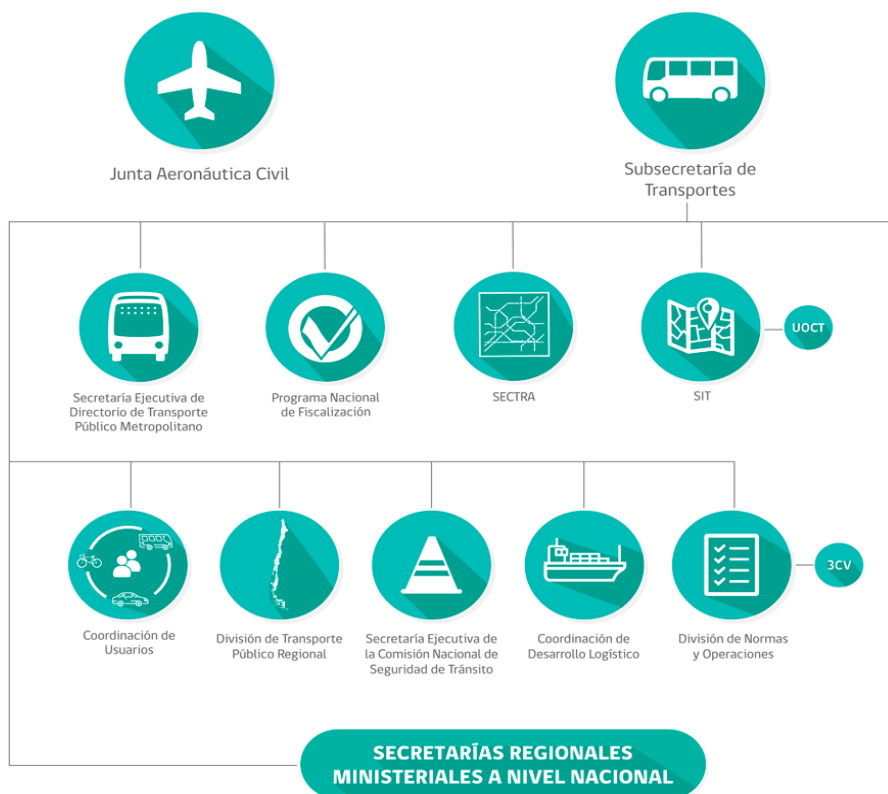 Junta Aeronáutica Civil
Subsecretaría de
Transportes
Secretaría Ejecutiva de
Directorio de Transporte
Público Metropolitano
Programa Nacional
de Fiscalización
SECTRA
SIT
UOCT
Coordinación de
Usuarios
División de Transporte
Público Regional
Secretaría Ejecutiva de
la Comisión Nacional de
Seguridad de Tránsito
Coordinación de
Desarrollo Logístico
División de Normas
y Operaciones
3CV
SECRETARÍAS REGIONALES
MINISTERIALES A NIVEL NACIONAL